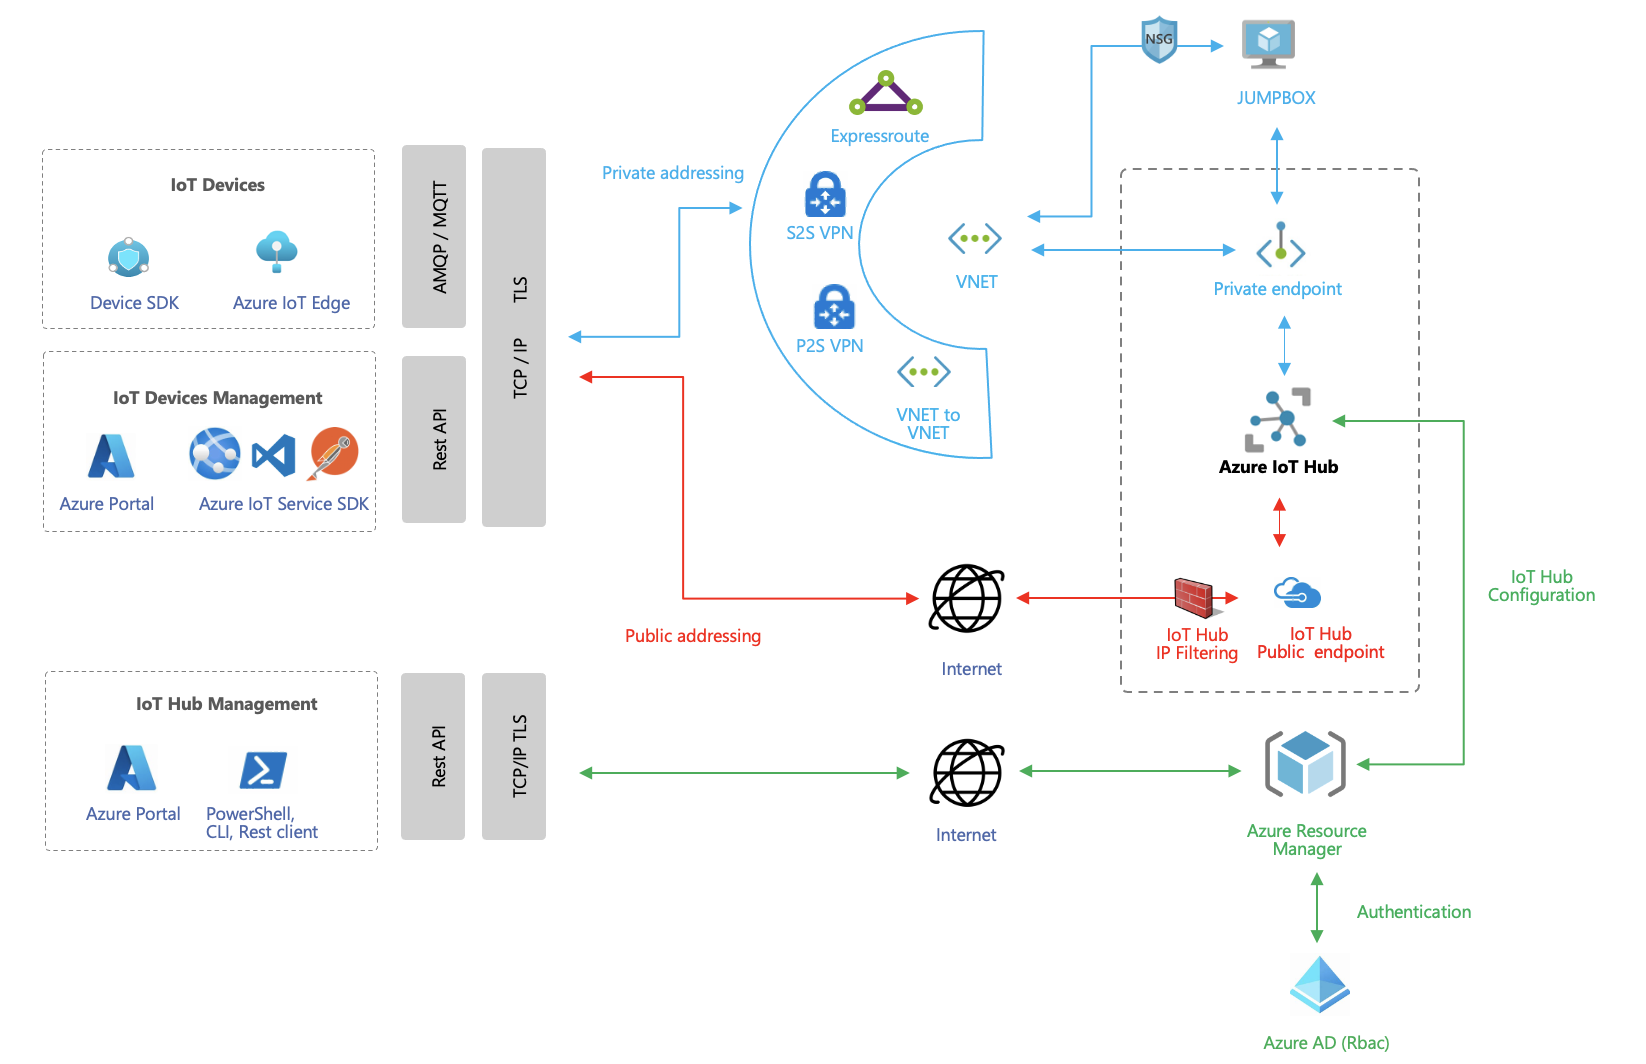 NSG
JUMPBOX
Expressroute
Private addressing
S2S VPN
VNET
P2S VPN
VNET to
VNET
Private endpoint
IoT Devices
Device SDK
Azure IoT Edge
AMQP / MQTT
TCP / IP TLS
IoT Devices Management
Azure Portal
Azure IoT Service SDK
Rest API
Azure IoT Hub
IoT Hub
Configuration
Public addressing
Internet
IoT Hub
IP Filtering
IoT Hub
Public endpoint
IoT Hub Management
Azure Portal
PowerShell,
CLI, Rest client
Rest API
TCP/IP TLS
Internet
Azure Resource
Manager
Authentication
Azure AD (Rbac)